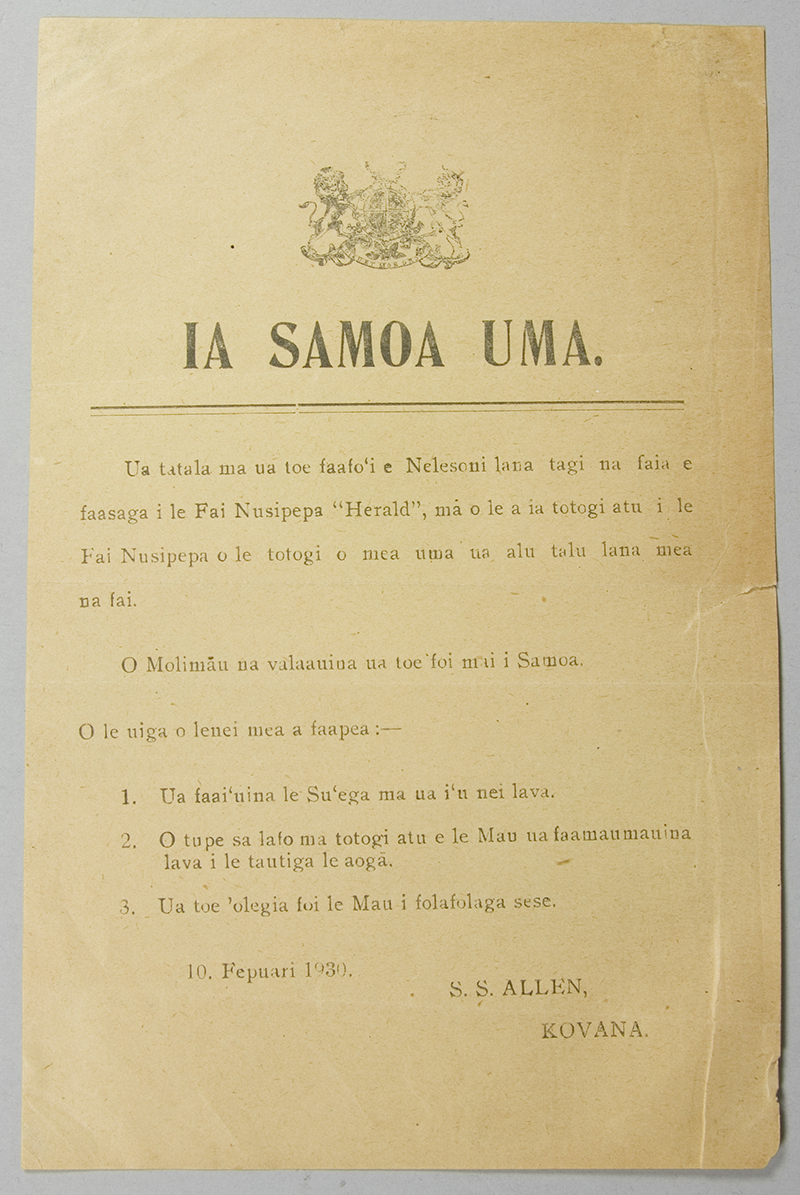 IA SAMOA UMA.
Ua tatala ma ua toe faafo‘i e Nelesoni lana tagi na faia e
faasaga i le Fai Nusipepa “Herald”, ma o le a ia totogi atu i le
Fai Nusipepa o le totogi o mea uma ua alu talu lana mea
na fai.
O Molimāu na valaauina ua toe foi mai i Samoa.
O le uiga o lenei mea a faapea :—
1. Ua faai‘uina le Su‘ega ma ua i‘u nei lava.
2. O tupe sa lafo ma totogi atu e le Mau ua faamaumauina
lava i le tautiga le aogā.
3. Ua toe ’olegia foi le Mau i folafolaga sese.
10. Fepuari 1930.
S. S. ALLEN,
KOVANA.